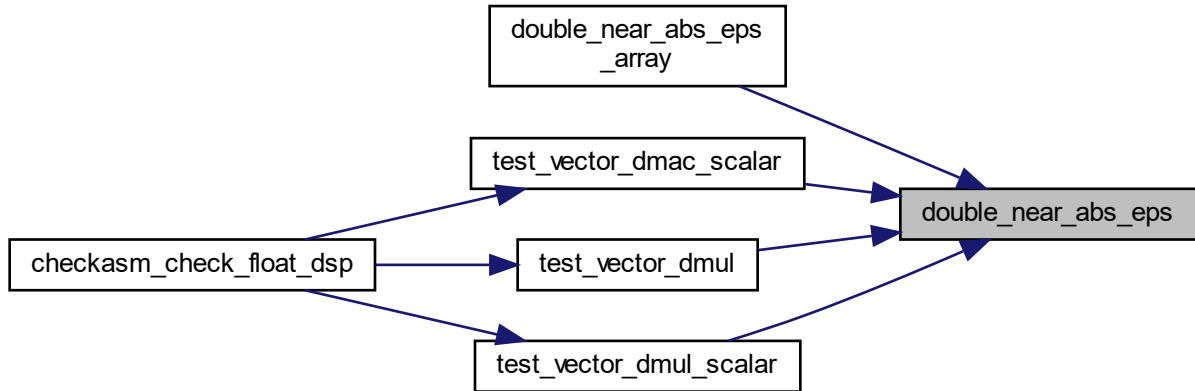 double_near_abs_eps
_array
test_vector_dmac_scalar
double_near_abs_eps
checkasm_check_float_dsp
test_vector_dmul
test_vector_dmul_scalar